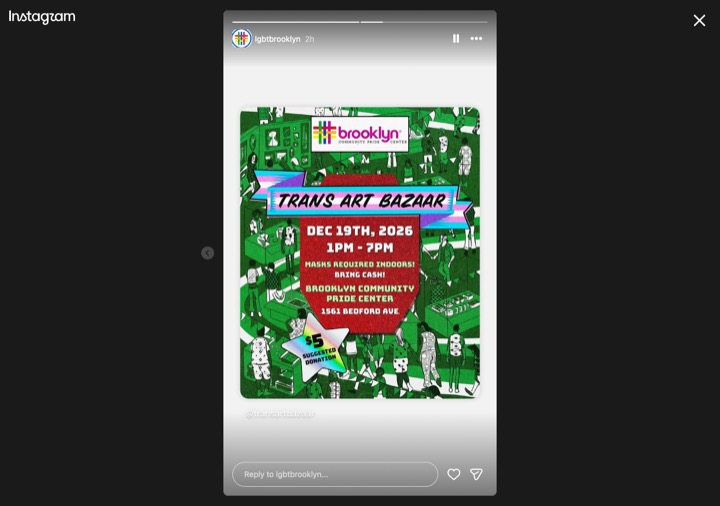 Instagram
lgbtbrooklyn 2h
brooklyn
COMMUNITY PRIDE CENTER
TRANS ART BAZAAR
DEC 19TH, 2026
1PM - 7PM
MASKS REQUIRED INDOORS!
BRING CASH!
BROOKLYN COMMUNITY
PRIDE CENTER
1561 BEDFORD AVE
$5
SUGGESTED
DONATION
Reply to lgbtbrooklyn...